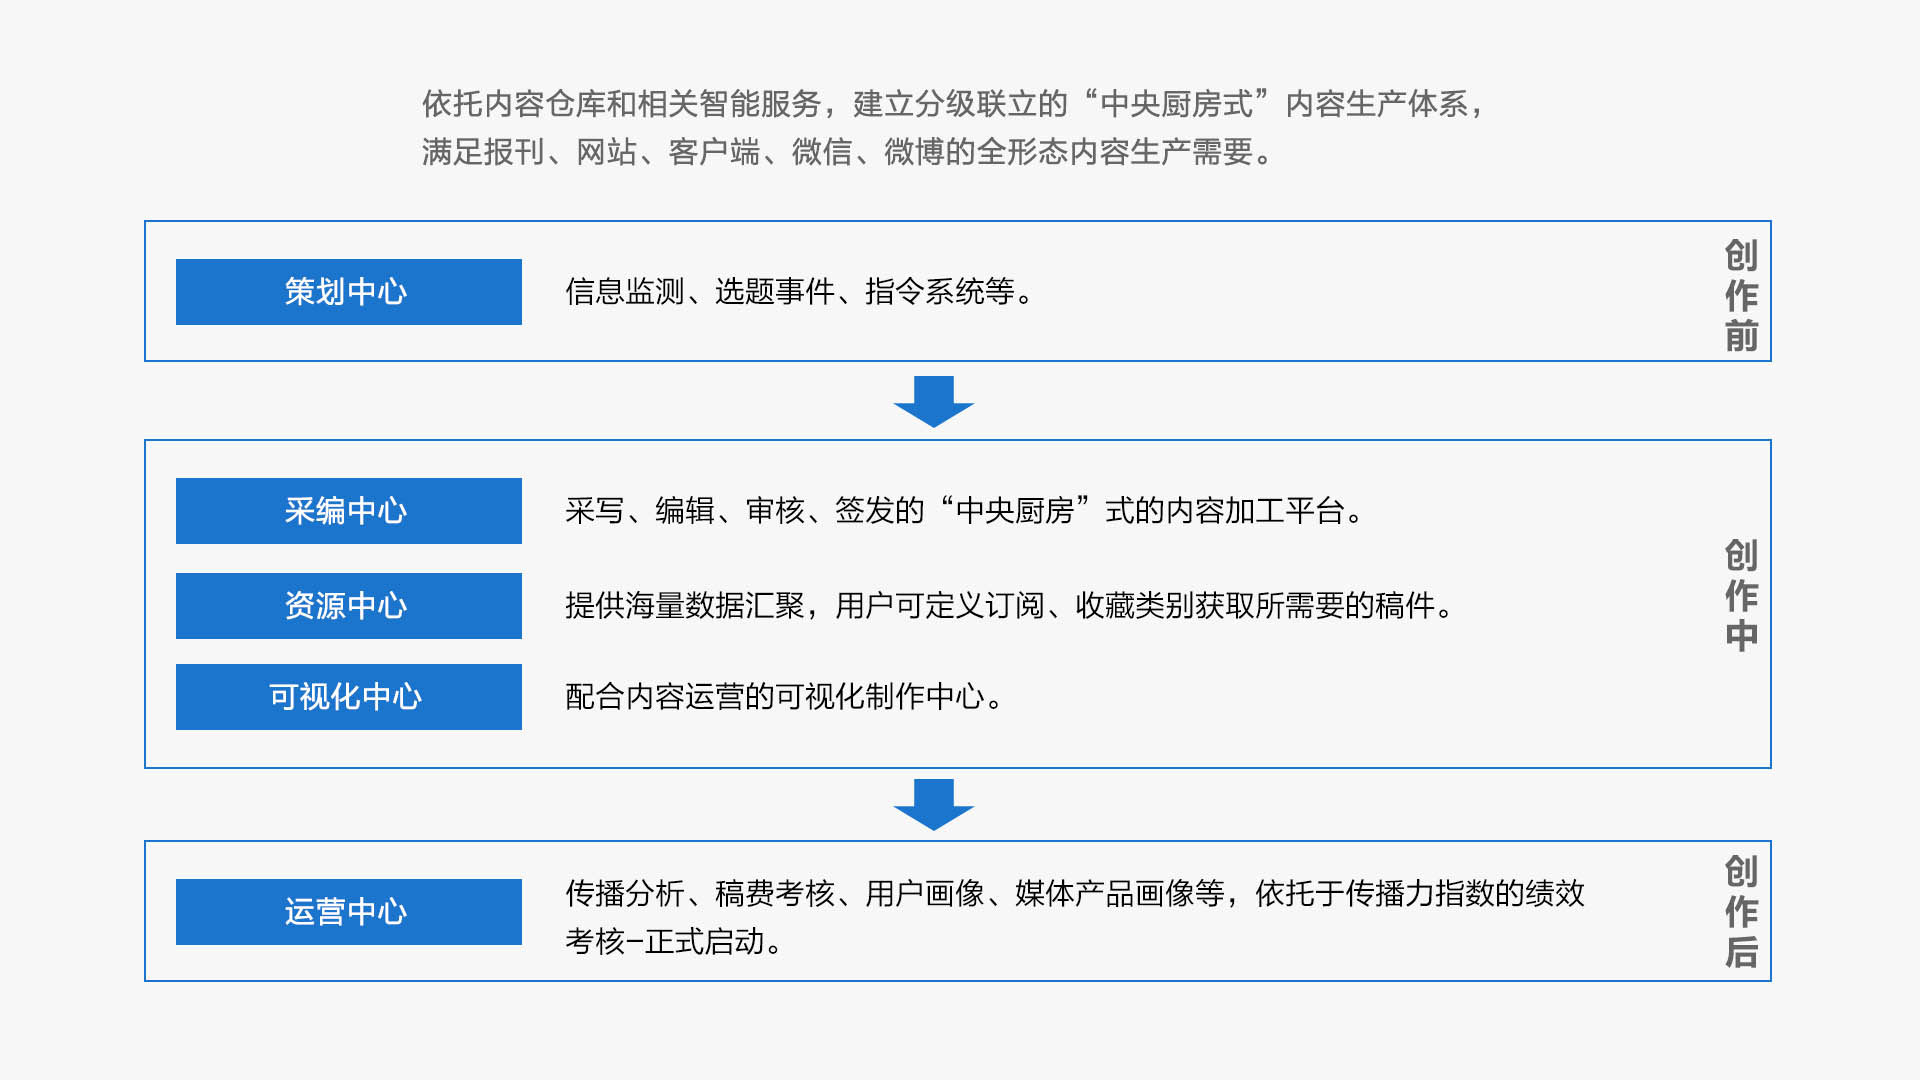 依托内容仓库和相关智能服务，建立分级联立的“中央厨房式”内容生产体系，
满足报刊、网站、客户端、微信、微博的全形态内容生产需要。
策划中心
信息监测、选题事件、指令系统等。
创作前
采编中心
采写、编辑、审核、签发的“中央厨房”式的内容加工平台。
资源中心
提供海量数据汇聚，用户可定义订阅、收藏类别获取所需要的稿件。
可视化中心
配合内容运营的可视化制作中心。
创作中
运营中心
传播分析、稿费考核、用户画像、媒体产品画像等，依托于传播力指数的绩效
考核–正式启动。
创作后